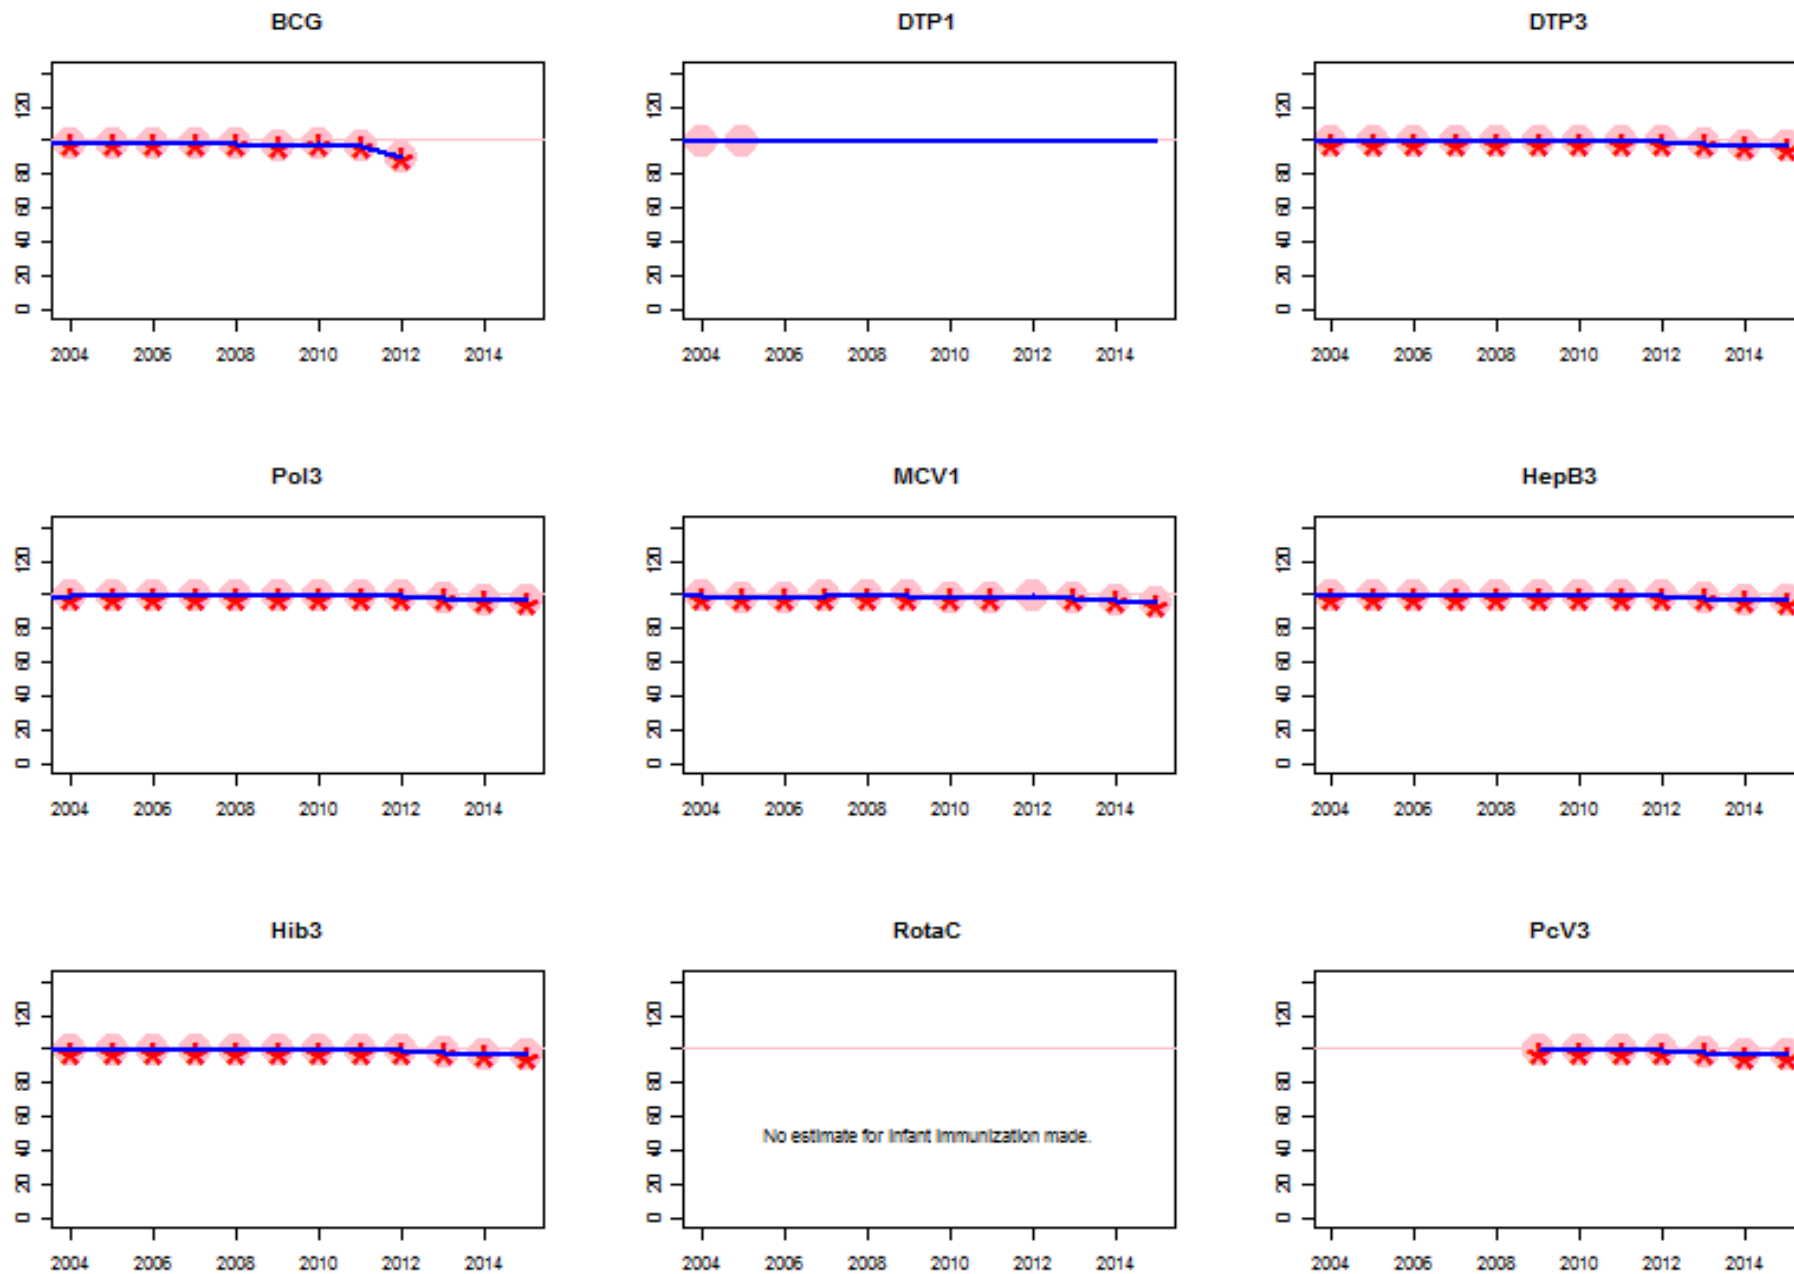 BCG DTP1 DTP3
120 120 120
80 80 80
60 60 60
40 40 40
20 20 20
0 0 0
2004 2006 2008 2010 2012 2014 2004 2006 2008 2010 2012 2014 2004 2006 2008 2010 2012 2014
Pol3 MCV1 HepB3
120 120 120
80 80 80
60 60 60
40 40 40
20 20 20
0 0 0
2004 2006 2008 2010 2012 2014 2004 2006 2008 2010 2012 2014 2004 2006 2008 2010 2012 2014
Hib3 RotaC PcV3
120 120 120
80 80 80
60 60 60
No estimate for infant immunization made.
40 40 40
20 20 20
0 0 0
2004 2006 2008 2010 2012 2014 2004 2006 2008 2010 2012 2014 2004 2006 2008 2010 2012 2014